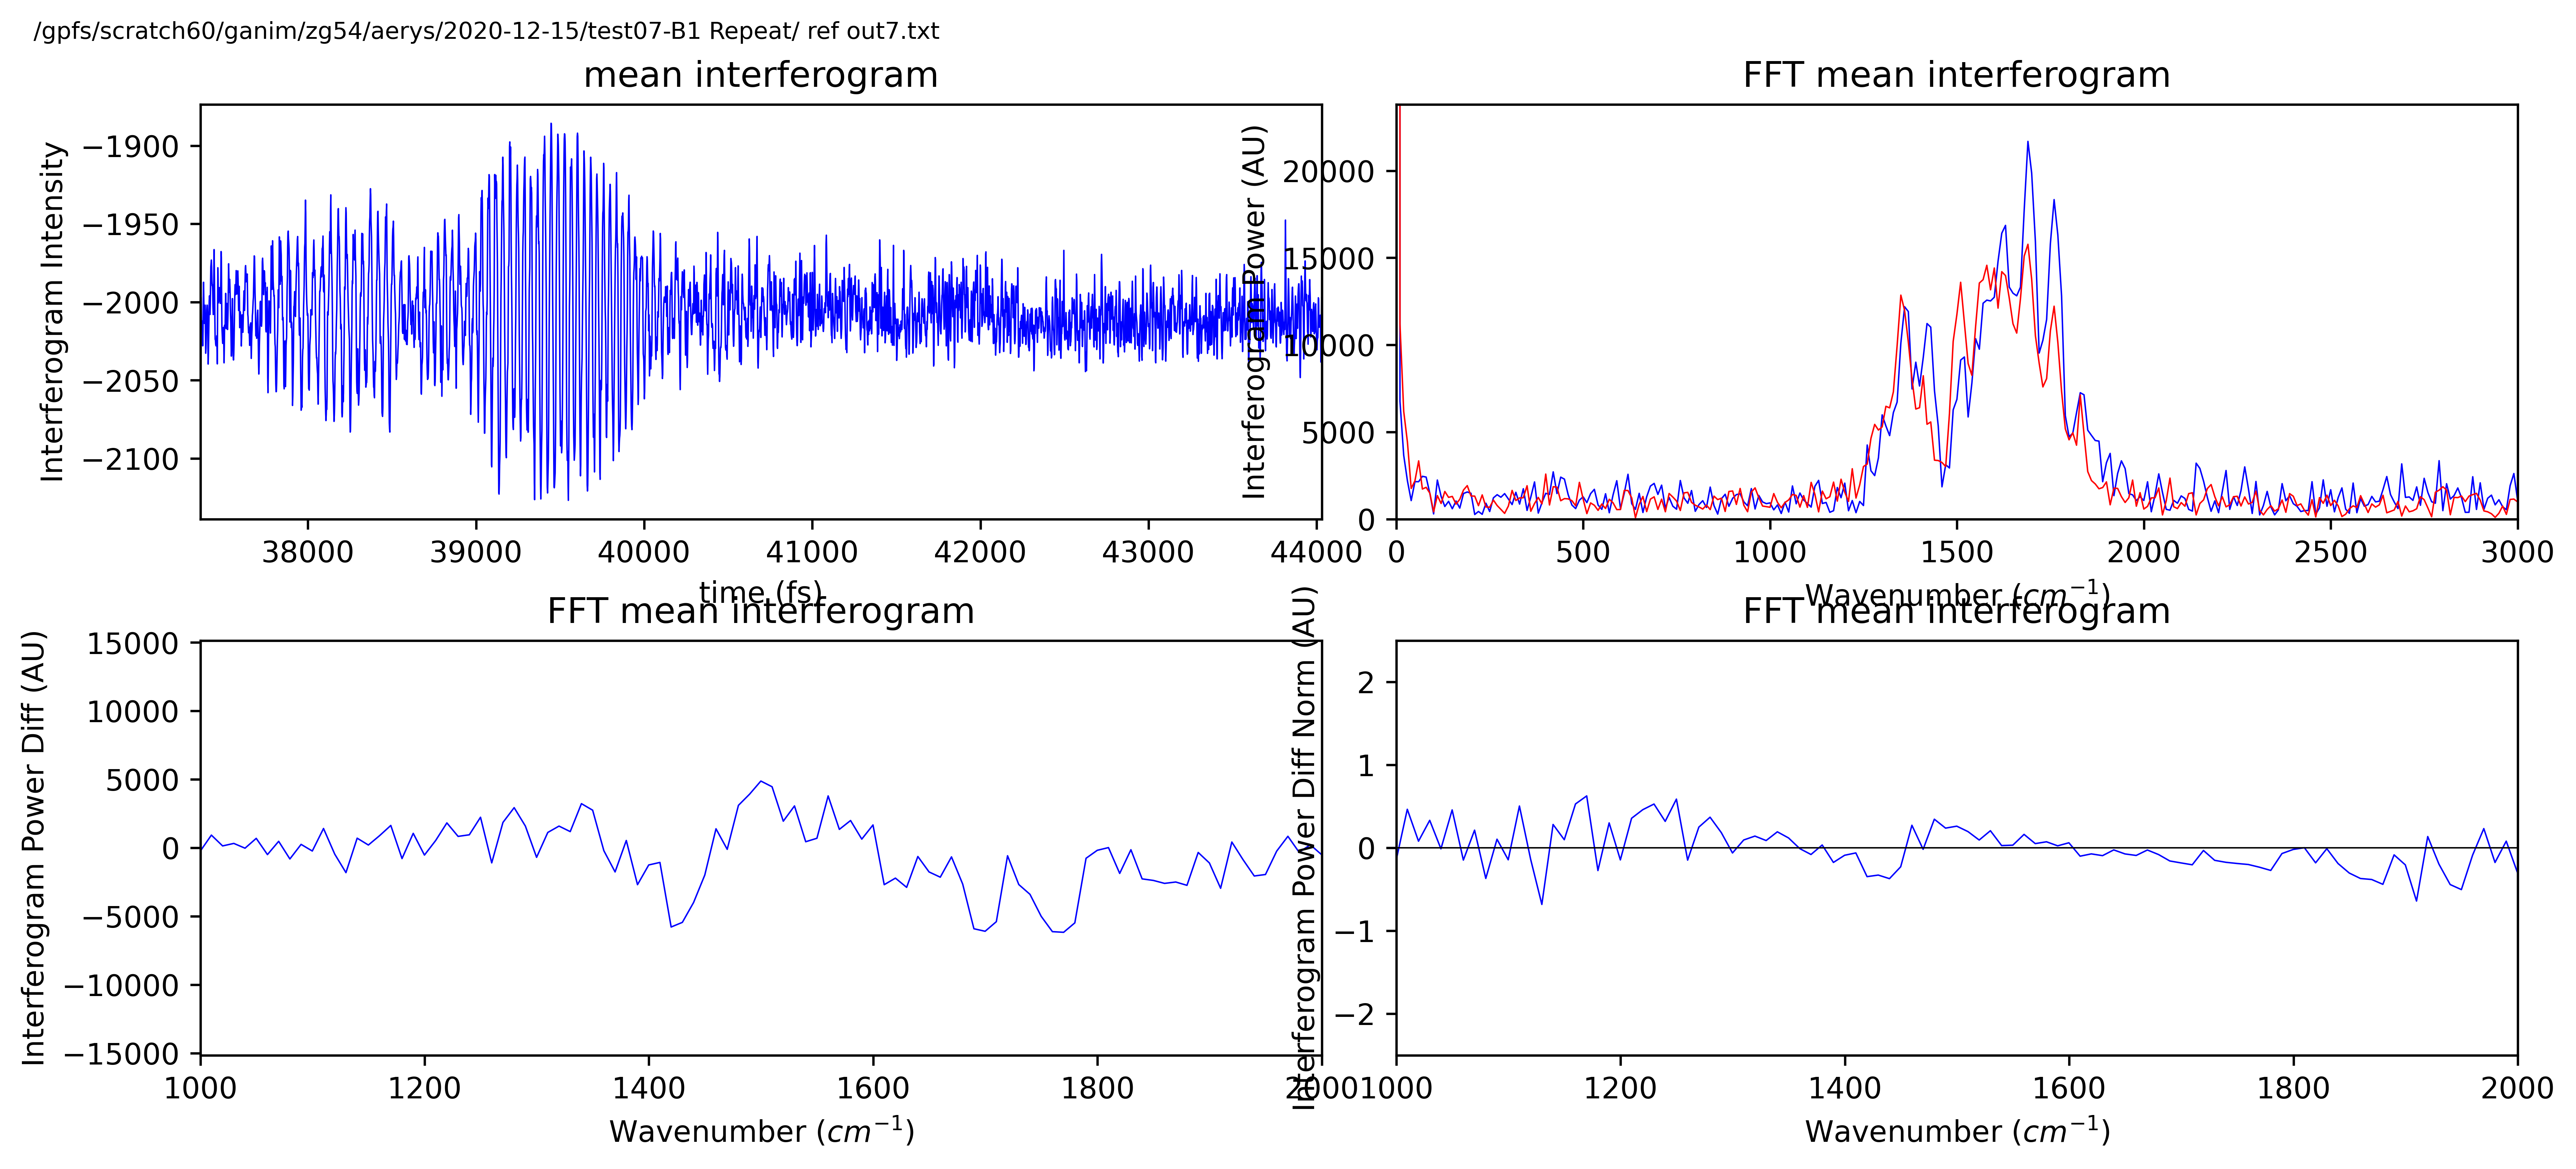 /gpfs/scratch60/ganim/zg54/aerys/2020-12-15/test07-B1 Repeat/ ref out7.txt
mean interferogram
Interferogram Intensity
−1900
−1950
−2000
−2050
−2100
38000 39000 40000 41000 42000 43000 44000
time (fs)
FFT mean interferogram
Interferogram Power (AU)
20000
15000
10000
5000
0
0 500 1000 1500 2000 2500 3000
Wavenumber (cm⁻¹)
FFT mean interferogram
Interferogram Power Diff (AU)
15000
10000
5000
0
−5000
−10000
−15000
1000 1200 1400 1600 1800 2000
Wavenumber (cm⁻¹)
FFT mean interferogram
Interferogram Power Diff Norm (AU)
2
1
0
−1
−2
1000 1200 1400 1600 1800 2000
Wavenumber (cm⁻¹)